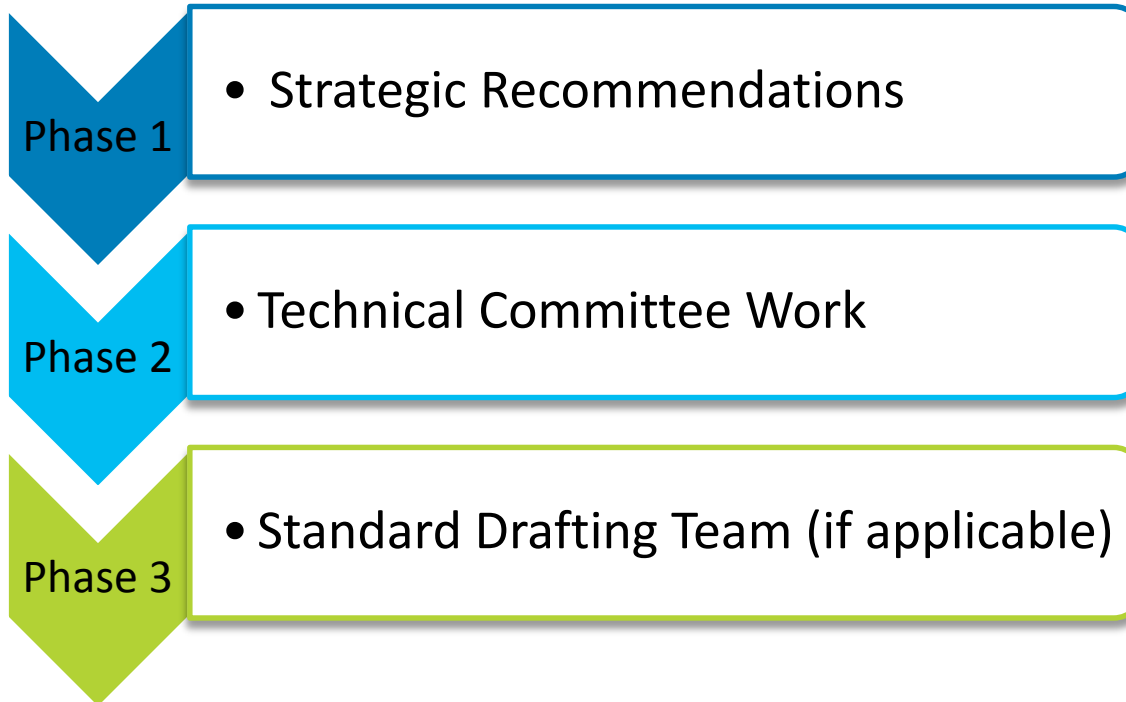 Phase 1
• Strategic Recommendations
Phase 2
• Technical Committee Work
Phase 3
• Standard Drafting Team (if applicable)